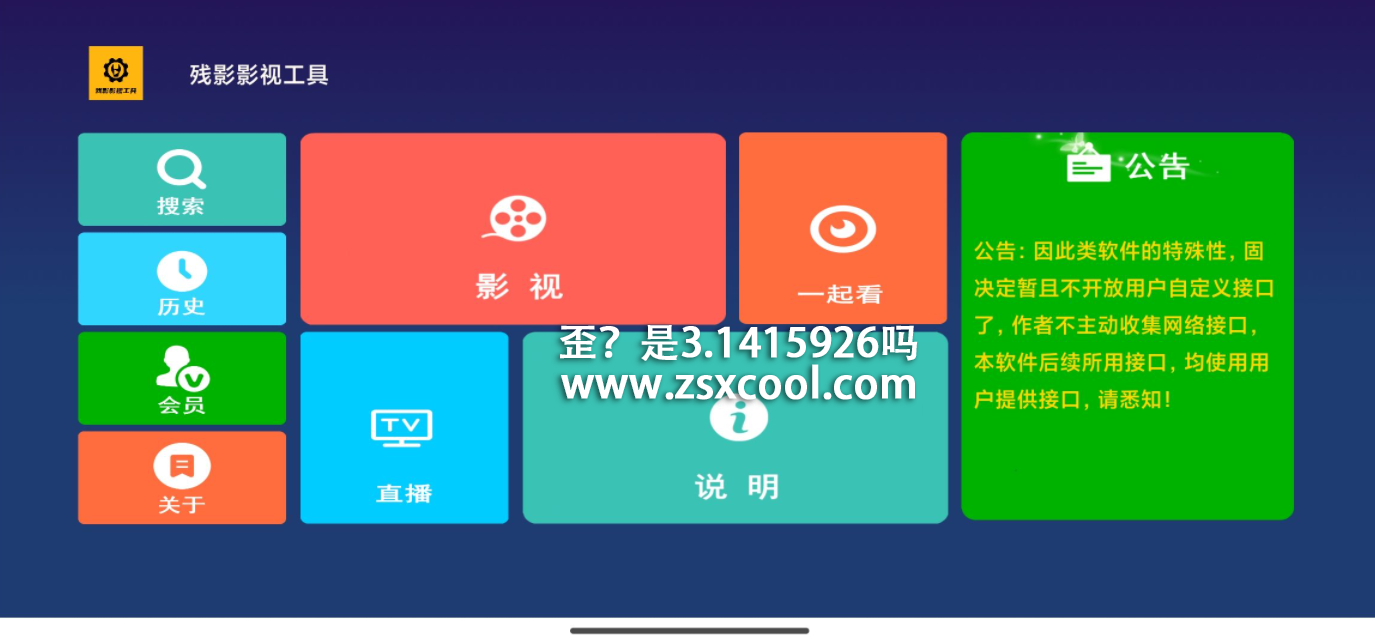 残影影视工具
残影影视工具
搜索
历史
会员
关于
影 视
一起看
TV
直播
歪？是3.1415926吗
www.zsxcool.com
说 明
公告
公告：因此类软件的特殊性，固
决定暂且不开放用户自定义接口
了，作者不主动收集网络接口，
本软件后续所用接口，均使用用
户提供接口，请悉知！